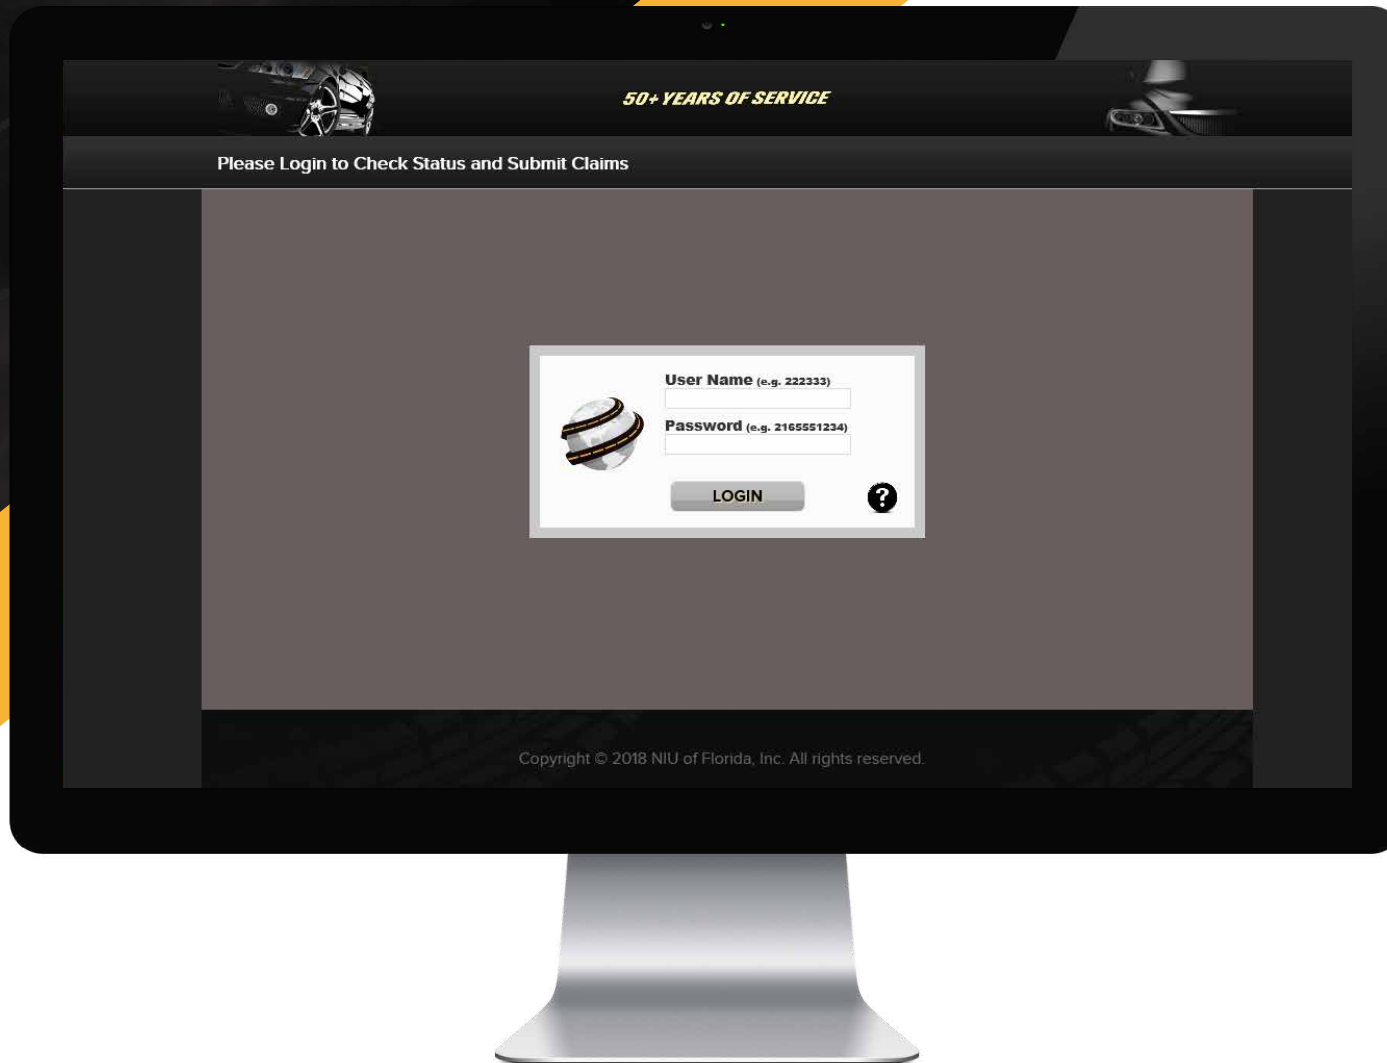 50+ YEARS OF SERVICE
Please Login to Check Status and Submit Claims
User Name (e.g. 222333)
Password (e.g. 2165551234)
LOGIN
?
Copyright © 2018 NIU of Florida, Inc. All rights reserved.